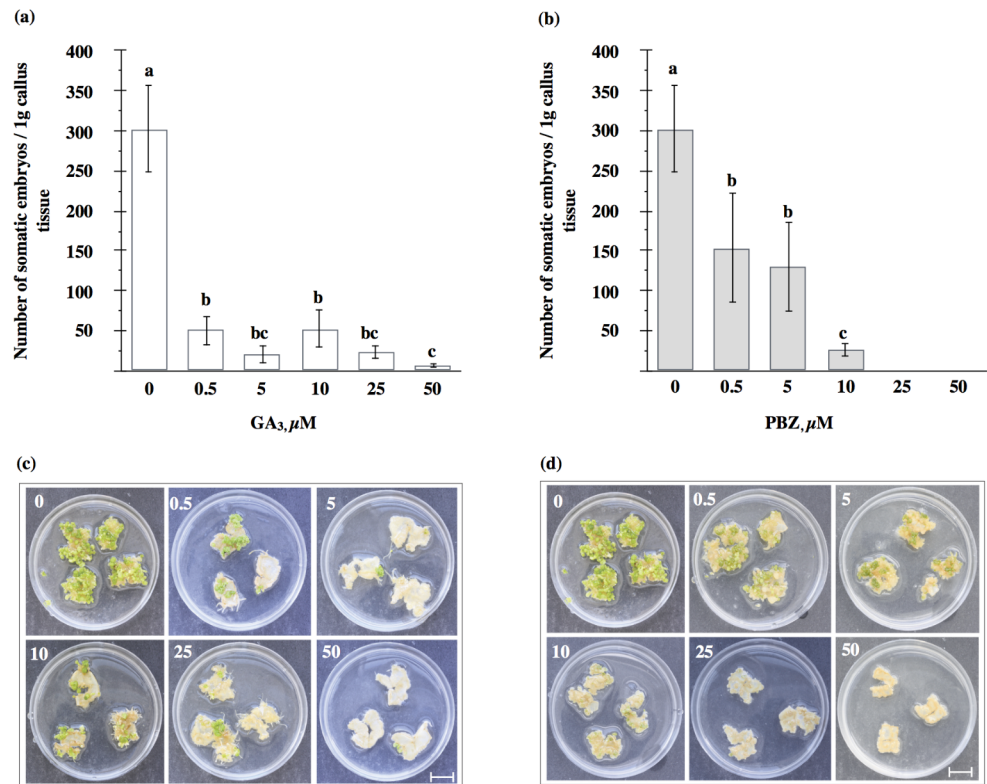 (a)
Number of somatic embryos / 1g callus
tissue
400
350
300
250
200
150
100
50
a
b
bc
b
bc
c
0 0.5 5 10 25 50
GA₃, µM
(b)
Number of somatic embryos / 1g callus
tissue
400
350
300
250
200
150
100
50
a
b
b
c
0 0.5 5 10 25 50
PBZ, µM
(c)
0 0.5 5
10 25 50
(d)
0 0.5 5
10 25 50